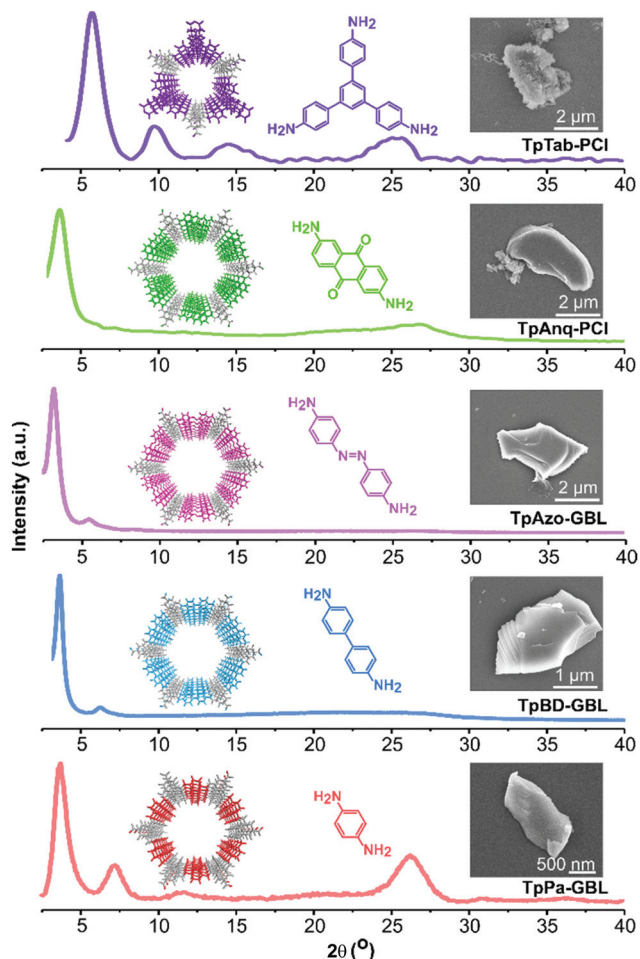 NH2
H2N
NH2
2 µm
TpTab-PCI
5 10 15 20 25 30 35 40
H2N
O
O
NH2
2 µm
TpAnq-PCI
5 10 15 20 25 30 35 40
H2N
N=N
NH2
2 µm
TpAzo-GBL
5 10 15 20 25 30 35 40
Intensity (a.u.)
H2N
NH2
1 µm
TpBD-GBL
5 10 15 20 25 30 35 40
H2N
NH2
500 nm
TpPa-GBL
5 10 15 20 25 30 35 40
2θ (°)